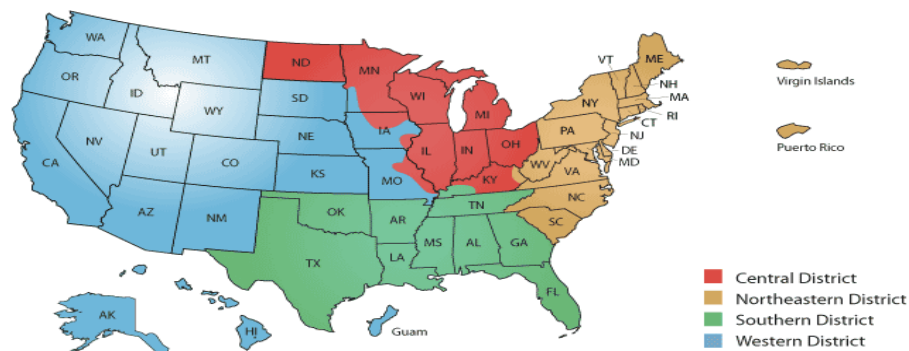 WA
MT
ND
MN
VT
ME
OR
ID
SD
WI
MI
NY
NH
MA
Virgin Islands
WY
RI
CT
NV
NE
IA
PA
NJ
Puerto Rico
UT
IL
IN
OH
DE
CA
CO
WV
MD
KS
MO
KY
VA
AZ
NM
OK
AR
TN
NC
SC
TX
LA
MS
AL
GA
FL
Central District
Northeastern District
AK
HI
Guam
Southern District
Western District